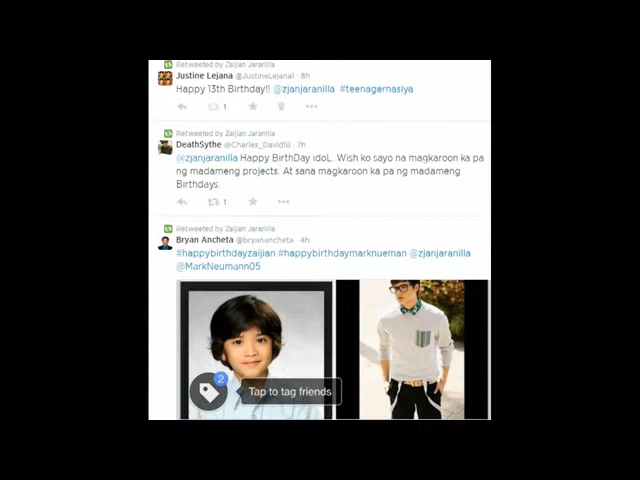 Retweeted by Zaijian Jaranilla
Justine Lejana @JustineLejana1 · 8h
Happy 13th Birthday!! @zjanjaranilla #teenagernasiya
1
Retweeted by Zaijian Jaranilla
DeathSythe @Charles_David10 · 7h
@zjanjaranilla Happy BirthDay idoL. Wish ko sayo na magkaroon ka pa
ng madameng projects. At sana magkaroon ka pa ng madameng
Birthdays.
1
Retweeted by Zaijian Jaranilla
Bryan Ancheta @bryanancheta · 4h
#happybirthdayzaijian #happybirthdaymarknueman @zjanjaranilla
@MarkNeumann05
2
Tap to tag friends